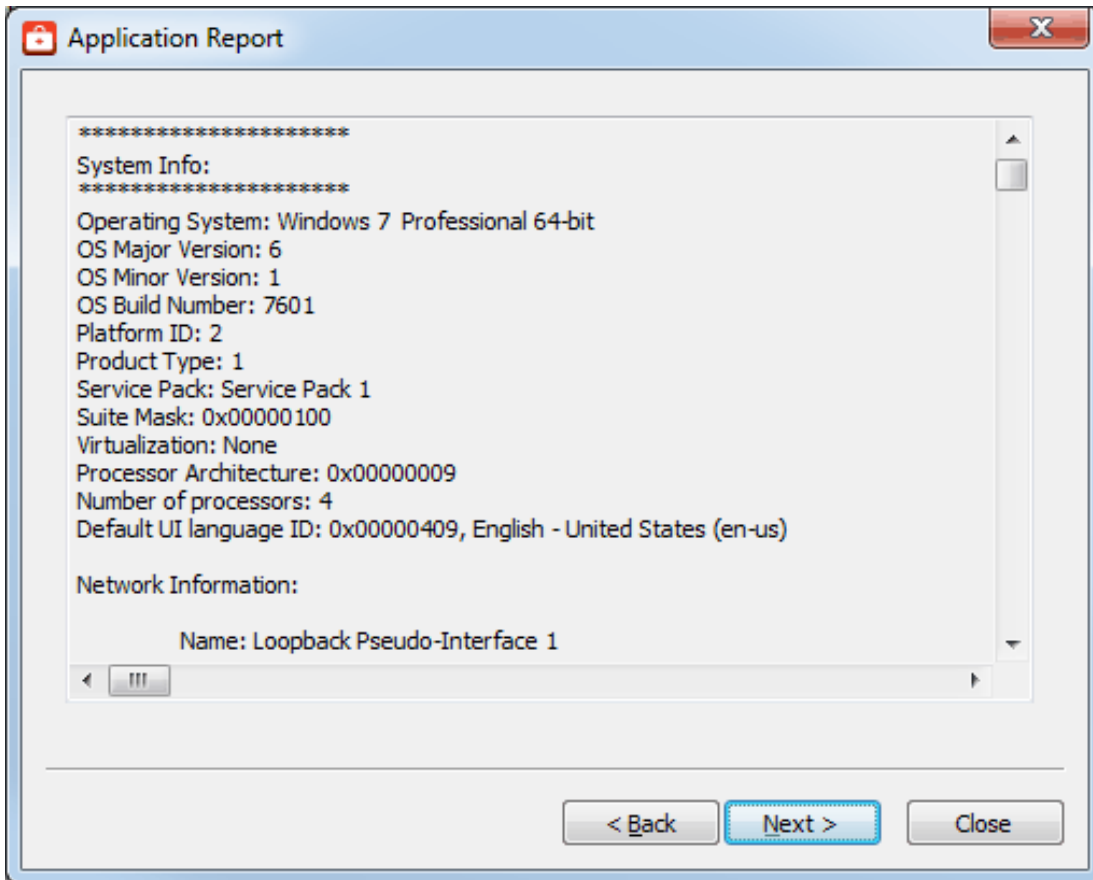 Application Report
*********************
System Info:
*********************
Operating System: Windows 7 Professional 64-bit
OS Major Version: 6
OS Minor Version: 1
OS Build Number: 7601
Platform ID: 2
Product Type: 1
Service Pack: Service Pack 1
Suite Mask: 0x00000100
Virtualization: None
Processor Architecture: 0x00000009
Number of processors: 4
Default UI language ID: 0x00000409, English - United States (en-us)
Network Information:
Name: Loopback Pseudo-Interface 1
< Back Next > Close